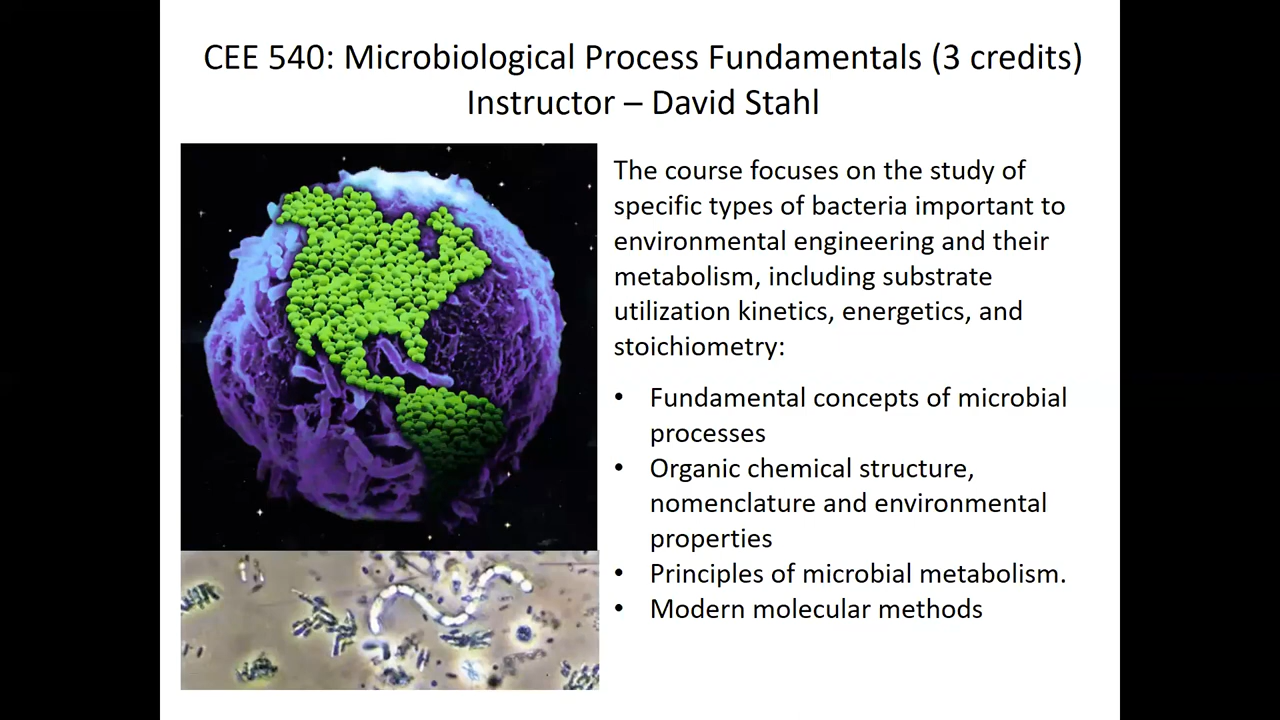 CEE 540: Microbiological Process Fundamentals (3 credits)
Instructor – David Stahl
The course focuses on the study of
specific types of bacteria important to
environmental engineering and their
metabolism, including substrate
utilization kinetics, energetics, and
stoichiometry:
• Fundamental concepts of microbial
processes
• Organic chemical structure,
nomenclature and environmental
properties
• Principles of microbial metabolism.
• Modern molecular methods